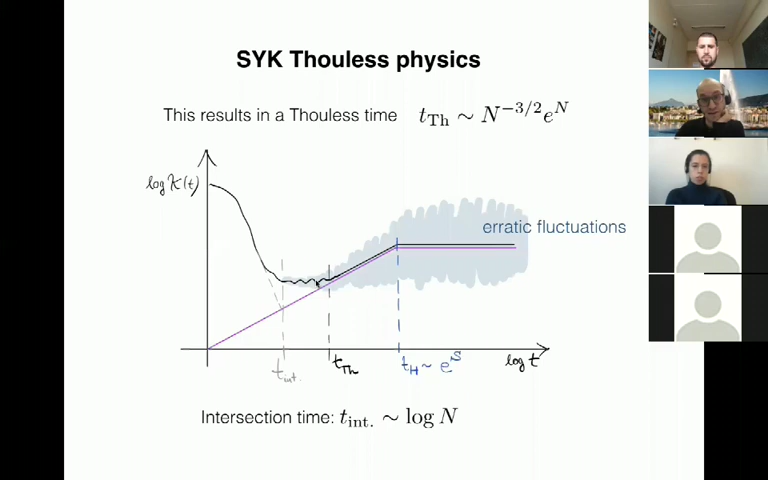 SYK Thouless physics
This results in a Thouless time t_Th ∼ N^{-3/2}e^N
log K(t)
erratic fluctuations
t_int.
t_Th
t_H ~ e^S
log t
Intersection time: t_int. ∼ log N